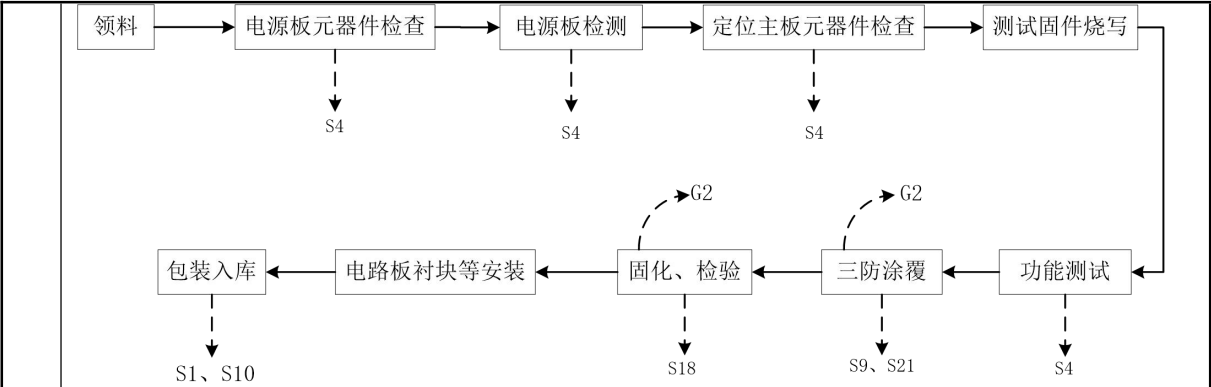 领料
电源板元器件检查
电源板检测
定位主板元器件检查
测试固件烧写
S4
S4
S4
G2
G2
包装入库
电路板衬块等安装
固化、检验
三防涂覆
功能测试
S1、S10
S18
S9、S21
S4